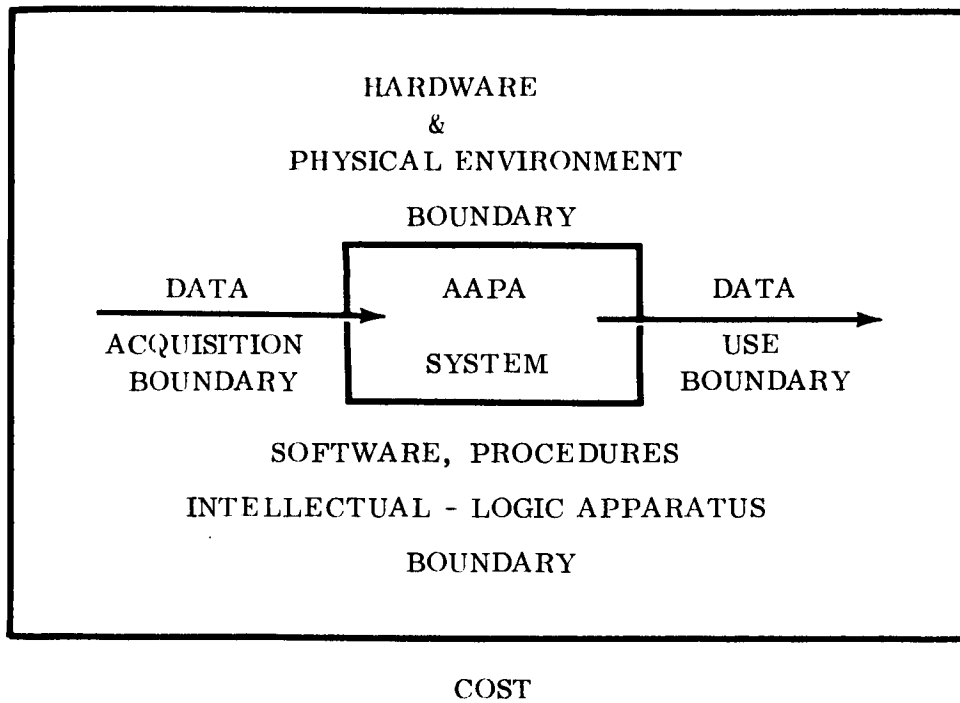 HARDWARE
&
PHYSICAL ENVIRONMENT
BOUNDARY
DATA
ACQUISITION
BOUNDARY
AAPA
SYSTEM
DATA
USE
BOUNDARY
SOFTWARE, PROCEDURES
INTELLECTUAL - LOGIC APPARATUS
BOUNDARY
COST